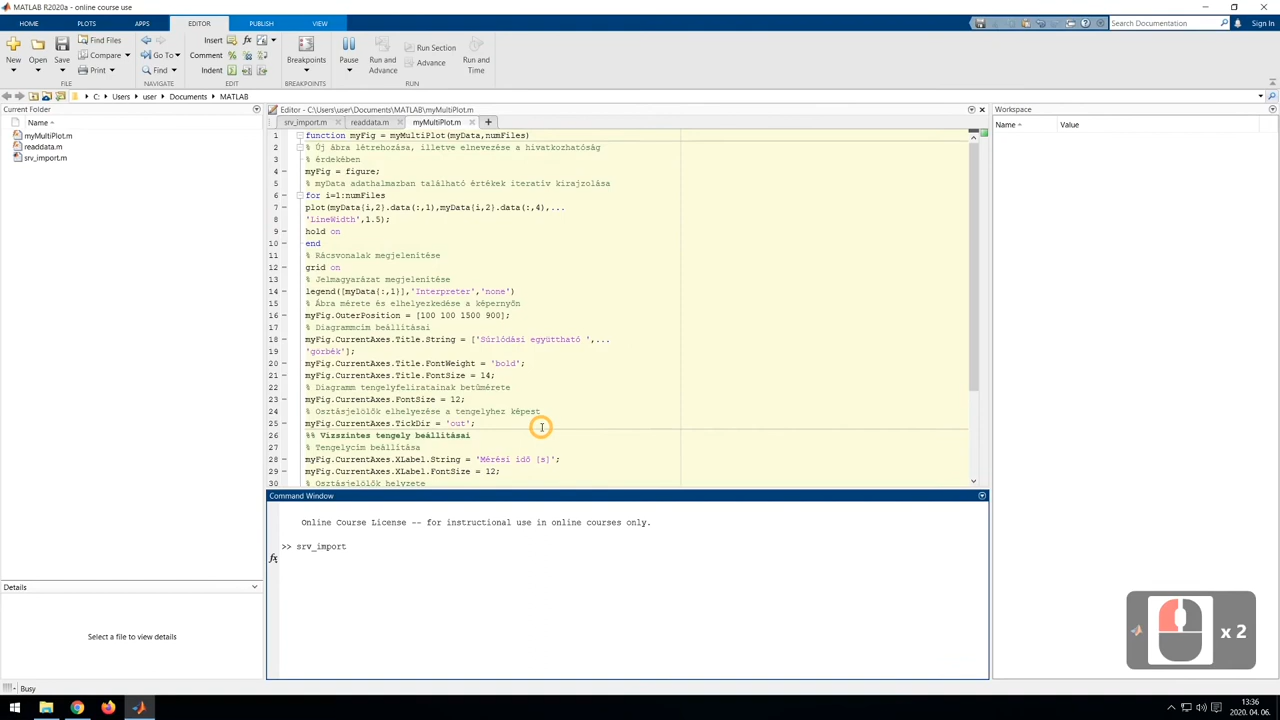 MATLAB R2020a - online course use
HOME PLOTS APPS EDITOR PUBLISH VIEW
Search Documentation Sign In
New Open Save
Find Files
Compare
Print
Go To
Find
Insert
Comment
Indent
Breakpoints
Pause
Run and Advance
Run Section
Advance
Run and Time
FILE NAVIGATE EDIT BREAKPOINTS RUN
C: Users user Documents MATLAB
Current Folder
Name
myMultiPlot.m
readdata.m
srv_import.m
Details
Select a file to view details
Busy
Editor - C:\Users\user\Documents\MATLAB\myMultiPlot.m
srv_import.m readdata.m myMultiPlot.m
1 function myFig = myMultiPlot(myData,numFiles)
2 % Új ábra létrehozása, illetve elnevezése a hivatkozhatóság
3 % érdekében
4 myFig = figure;
5 % myData adathalmazban található értékek iteratív kirajzolása
6 for i=1:numFiles
7 plot(myData{i,2}.data(:,1),myData{i,2}.data(:,4),...
8 'LineWidth',1.5);
9 hold on
10 end
11 % Rácsvonalak megjelenítése
12 grid on
13 % Jelmagyarázat megjelenítése
14 legend([myData{:,1}],'Interpreter','none')
15 % Ábra mérete és elhelyezkedése a képernyőn
16 myFig.OuterPosition = [100 100 1500 900];
17 % Diagrammcím beállításai
18 myFig.CurrentAxes.Title.String = ['Súrlódási együttható ',...
19 'görbék'];
20 myFig.CurrentAxes.Title.FontWeight = 'bold';
21 myFig.CurrentAxes.Title.FontSize = 14;
22 % Diagramm tengelyfeliratainak betűmérete
23 myFig.CurrentAxes.FontSize = 12;
24 % Osztásjelölők elhelyezése a tengelyhez képest
25 myFig.CurrentAxes.TickDir = 'out';
26 %% Vízszintes tengely beállításai
27 % Tengelycím beállítása
28 myFig.CurrentAxes.XLabel.String = 'Mérési idő [s]';
29 myFig.CurrentAxes.XLabel.FontSize = 12;
30 % Osztásjelölők helyzete
Command Window
Online Course License -- for instructional use in online courses only.
>> srv_import
fx
Workspace
Name Value
x 2
13:36
2020. 04. 06.